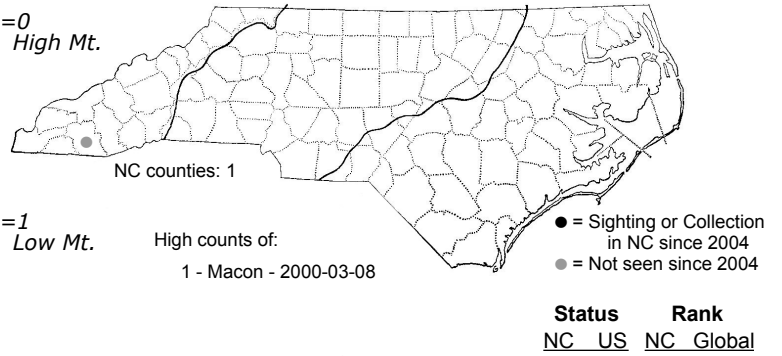 =0
High Mt.
NC counties: 1
=1
Low Mt.
High counts of:
1 - Macon - 2000-03-08
● = Sighting or Collection
in NC since 2004
● = Not seen since 2004
Status Rank
NC US NC Global